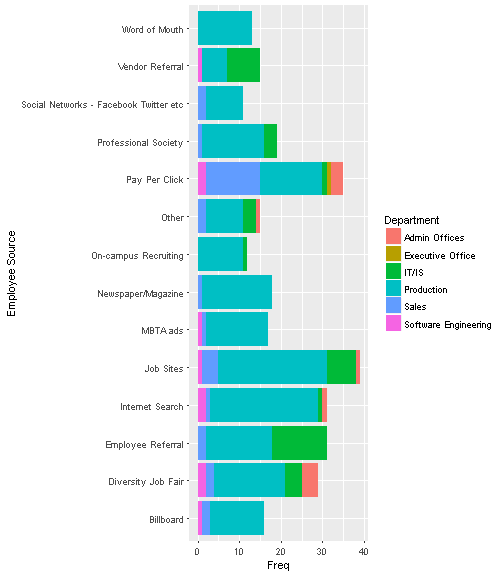 Word of Mouth
Vendor Referral
Social Networks - Facebook Twitter etc
Professional Society
Pay Per Click
Other
On-campus Recruiting
Newspaper/Magazine
MBTA ads
Job Sites
Internet Search
Employee Referral
Diversity Job Fair
Billboard
Employee Source
0 10 20 30 40
Freq
Department
Admin Offices
Executive Office
IT/IS
Production
Sales
Software Engineering